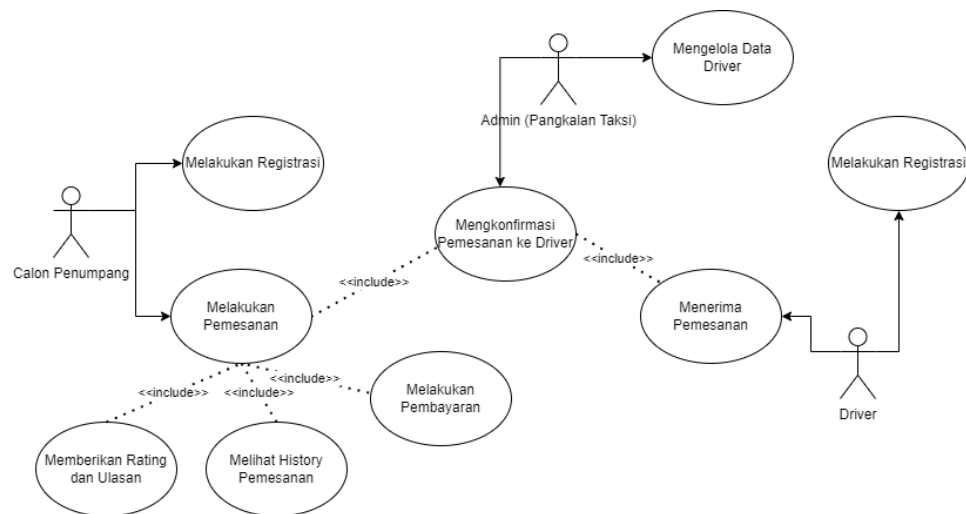 Mengelola Data
Driver
Admin (Pangkalan Taksi)
Melakukan Registrasi
Melakukan Registrasi
Mengkonfirmasi
Pemesanan ke Driver
Calon Penumpang
<<include>>
<<include>>
Melakukan
Pemesanan
Menerima
Pemesanan
<<include>>
<<include>>
<<include>>
Melakukan
Pembayaran
Driver
Memberikan Rating
dan Ulasan
Melihat History
Pemesanan